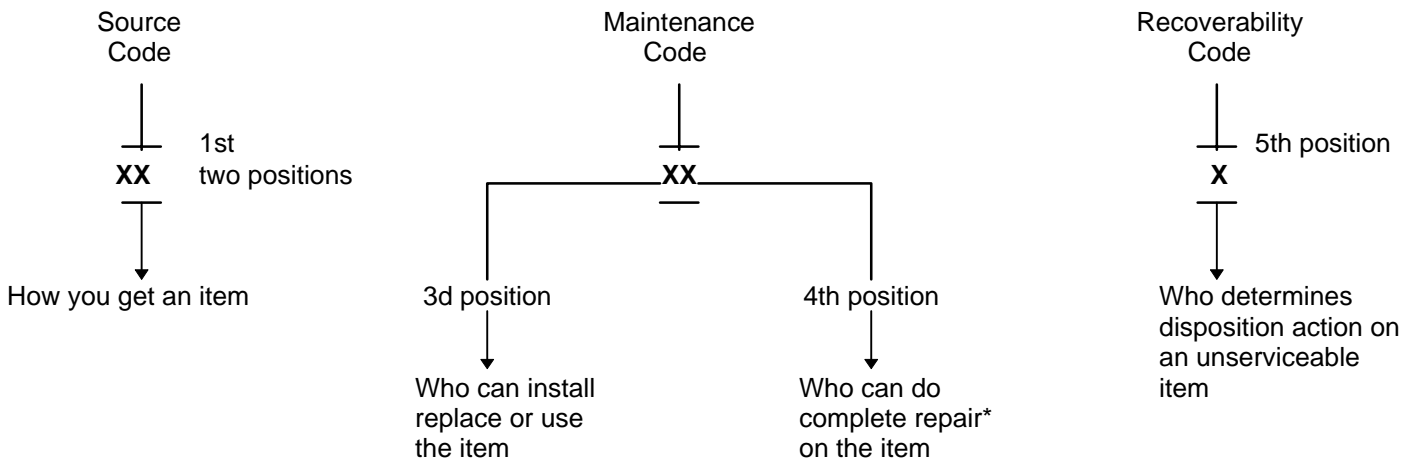 Source
Code
1st
XX two positions
How you get an item
Maintenance
Code
XX
3d position
Who can install
replace or use
the item
4th position
Who can do
complete repair*
on the item
Recoverability
Code
5th position
X
Who determines
disposition action on
an unserviceable
item